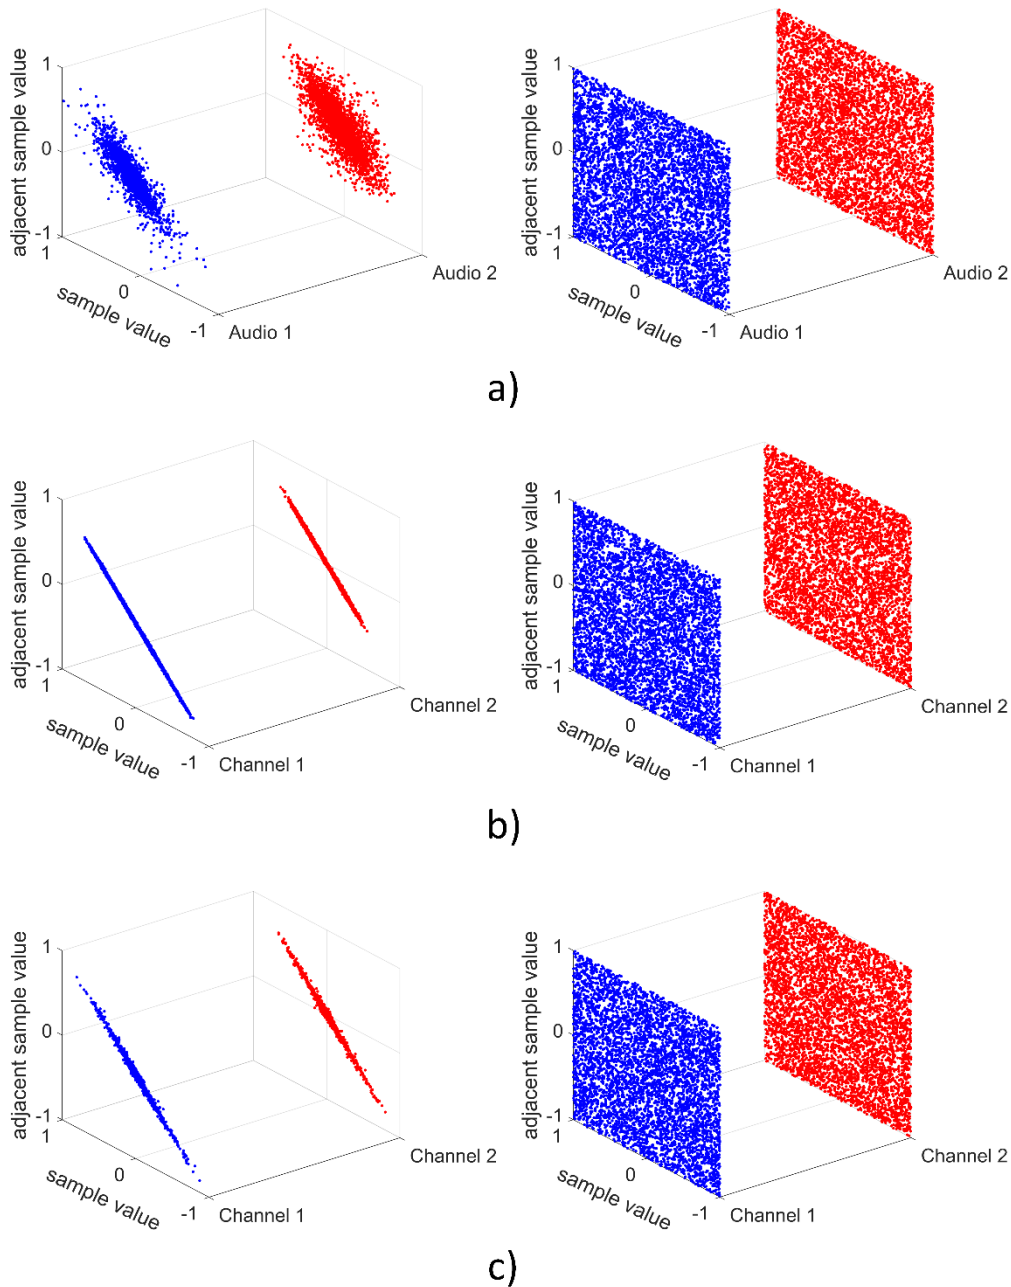 adjacent sample value
1
0
-1
1
0
-1
sample value
Audio 1
Audio 2
adjacent sample value
1
0
-1
1
0
-1
sample value
Audio 1
Audio 2
a)
adjacent sample value
1
0
-1
1
0
-1
sample value
Channel 1
Channel 2
adjacent sample value
1
0
-1
1
0
-1
sample value
Channel 1
Channel 2
b)
adjacent sample value
1
0
-1
1
0
-1
sample value
Channel 1
Channel 2
adjacent sample value
1
0
-1
1
0
-1
sample value
Channel 1
Channel 2
c)